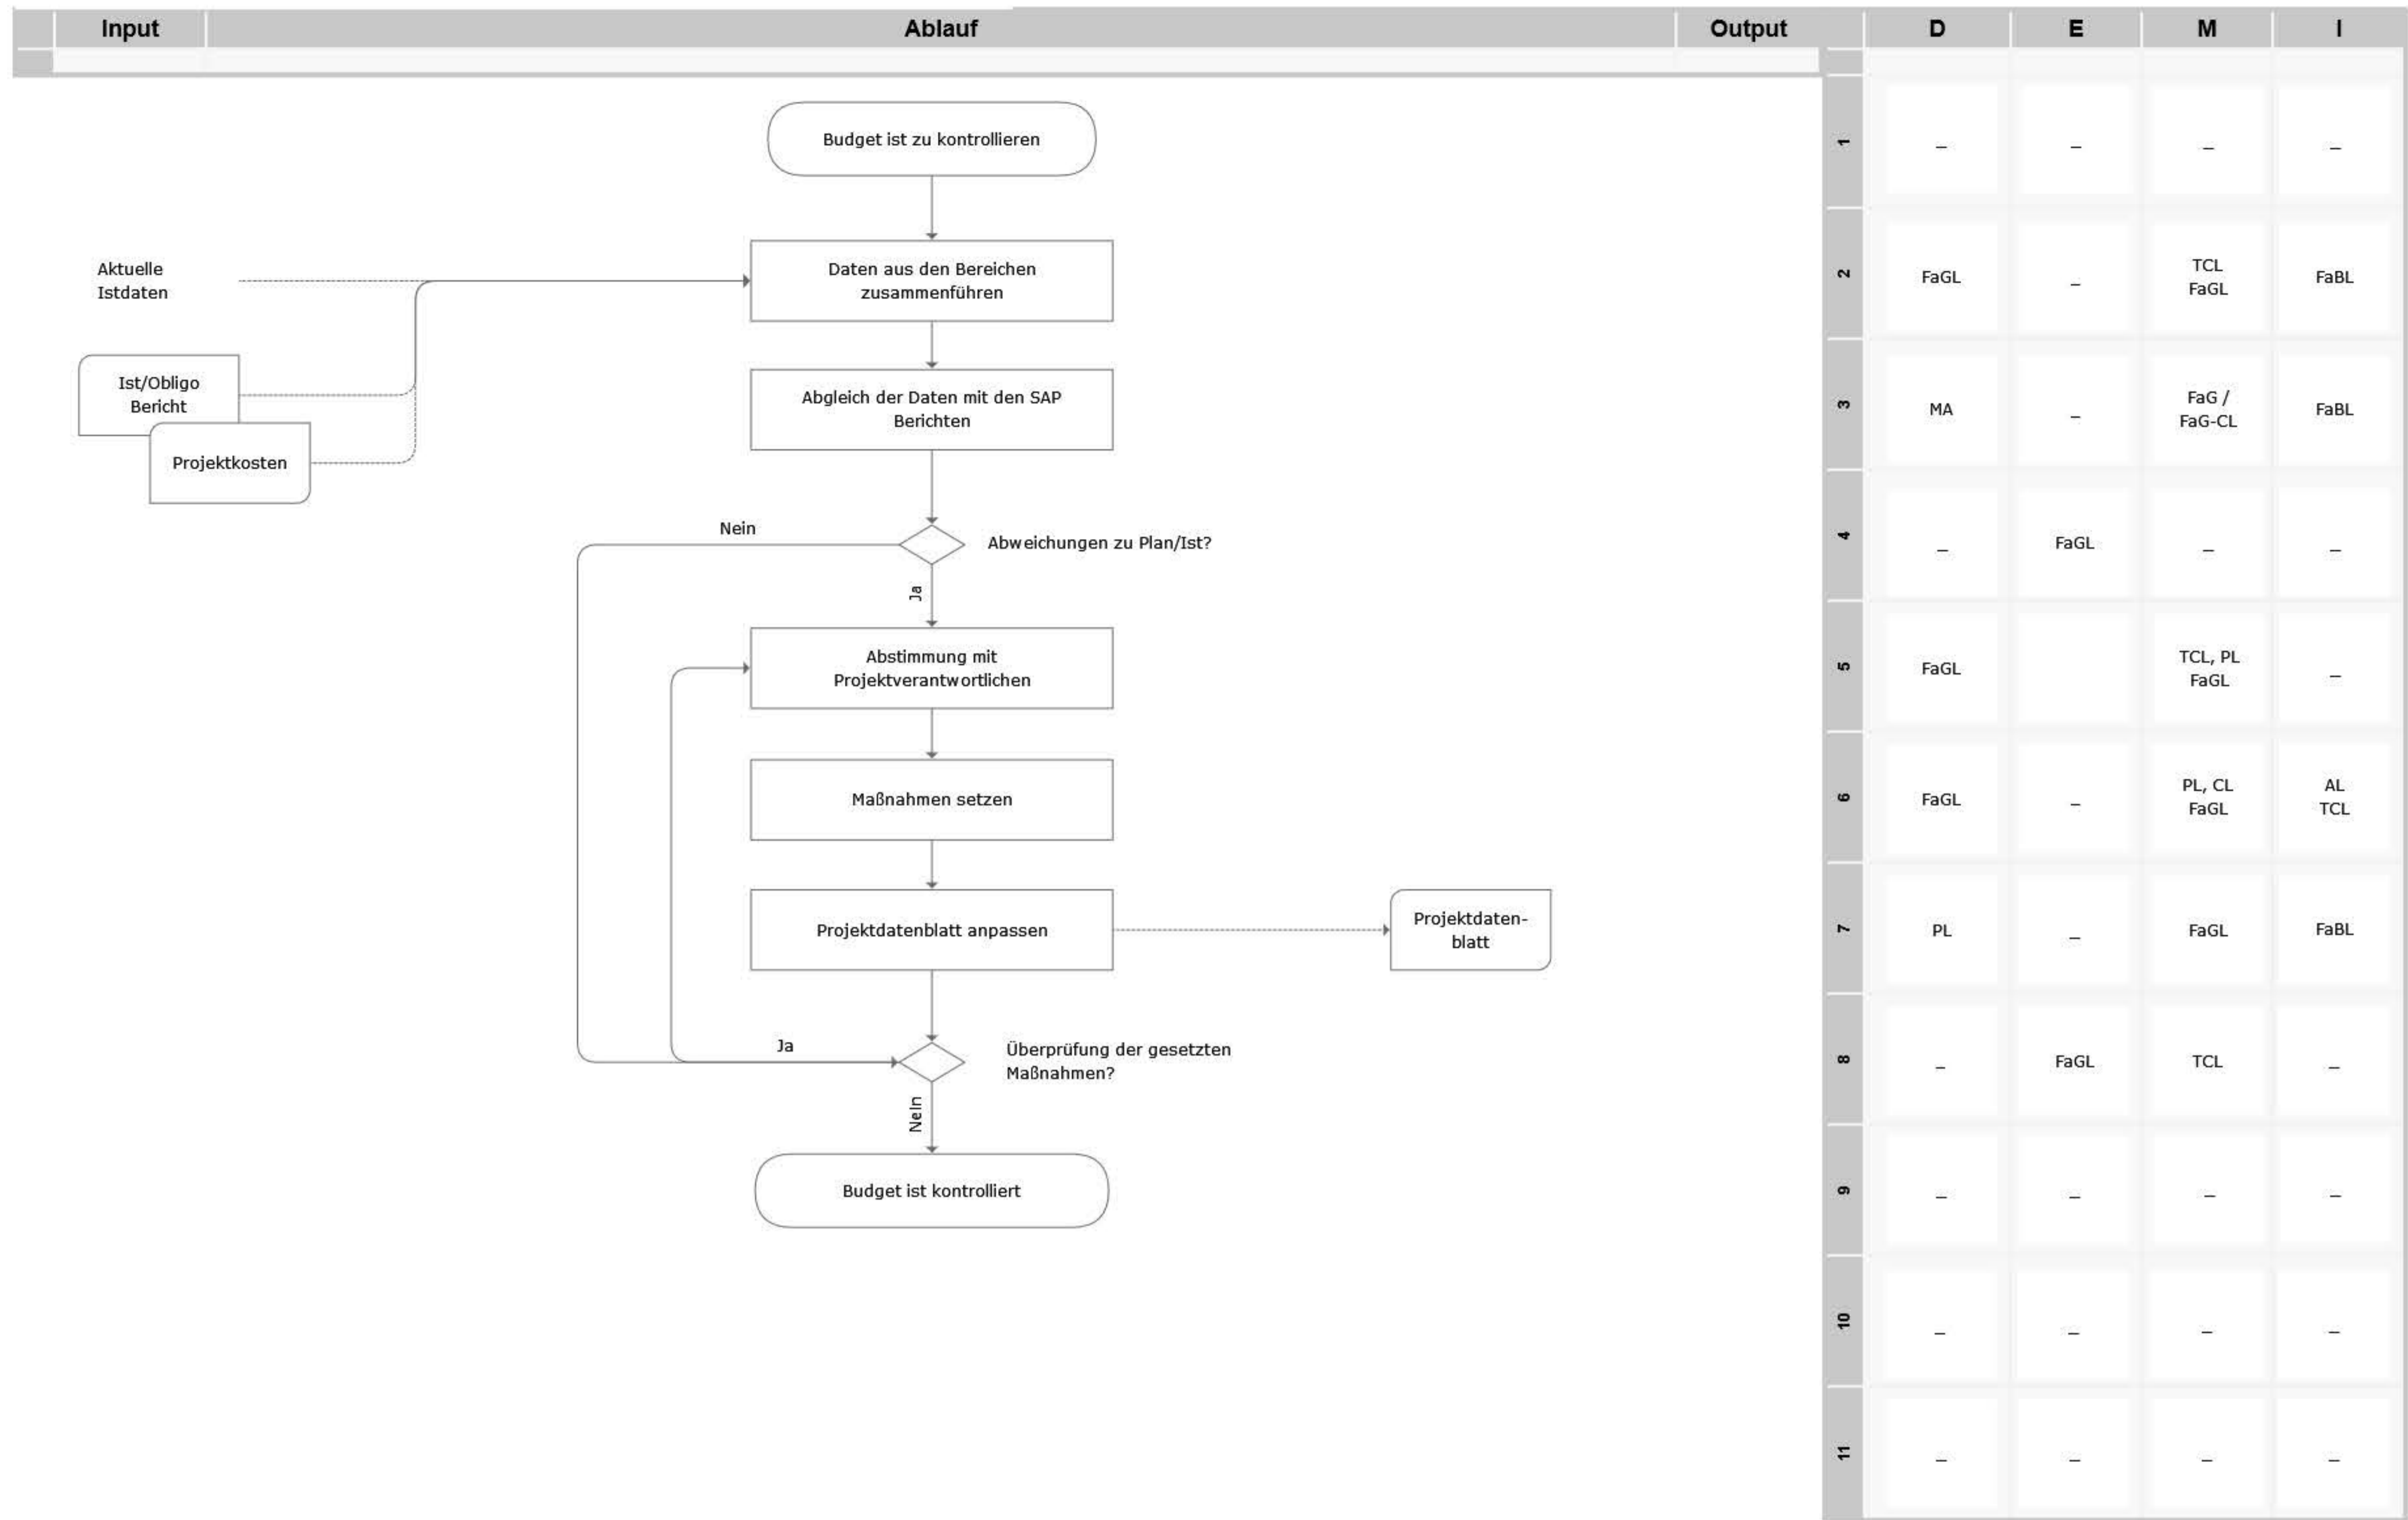 Input Ablauf Output D E M I
Budget ist zu kontrollieren
1 _ _ _ _
Aktuelle
Istdaten
Daten aus den Bereichen
zusammenführen
2 FaGL _ TCL FaBL
FaGL
Ist/Obligo
Bericht
Projektkosten
Abgleich der Daten mit den SAP
Berichten
3 MA _ FaG / FaBL
FaG-CL
Nein
Abweichungen zu Plan/Ist?
Ja
4 _ FaGL _ _
Abstimmung mit
Projektverantwortlichen
5 FaGL TCL, PL _
FaGL
Maßnahmen setzen
6 FaGL _ PL, CL AL
FaGL TCL
Projektdatenblatt anpassen
Projektdaten-
blatt
7 PL _ FaGL FaBL
Ja
Überprüfung der gesetzten
Maßnahmen?
Nein
8 _ FaGL TCL _
Budget ist kontrolliert
9 _ _ _ _
10 _ _ _ _
11 _ _ _ _